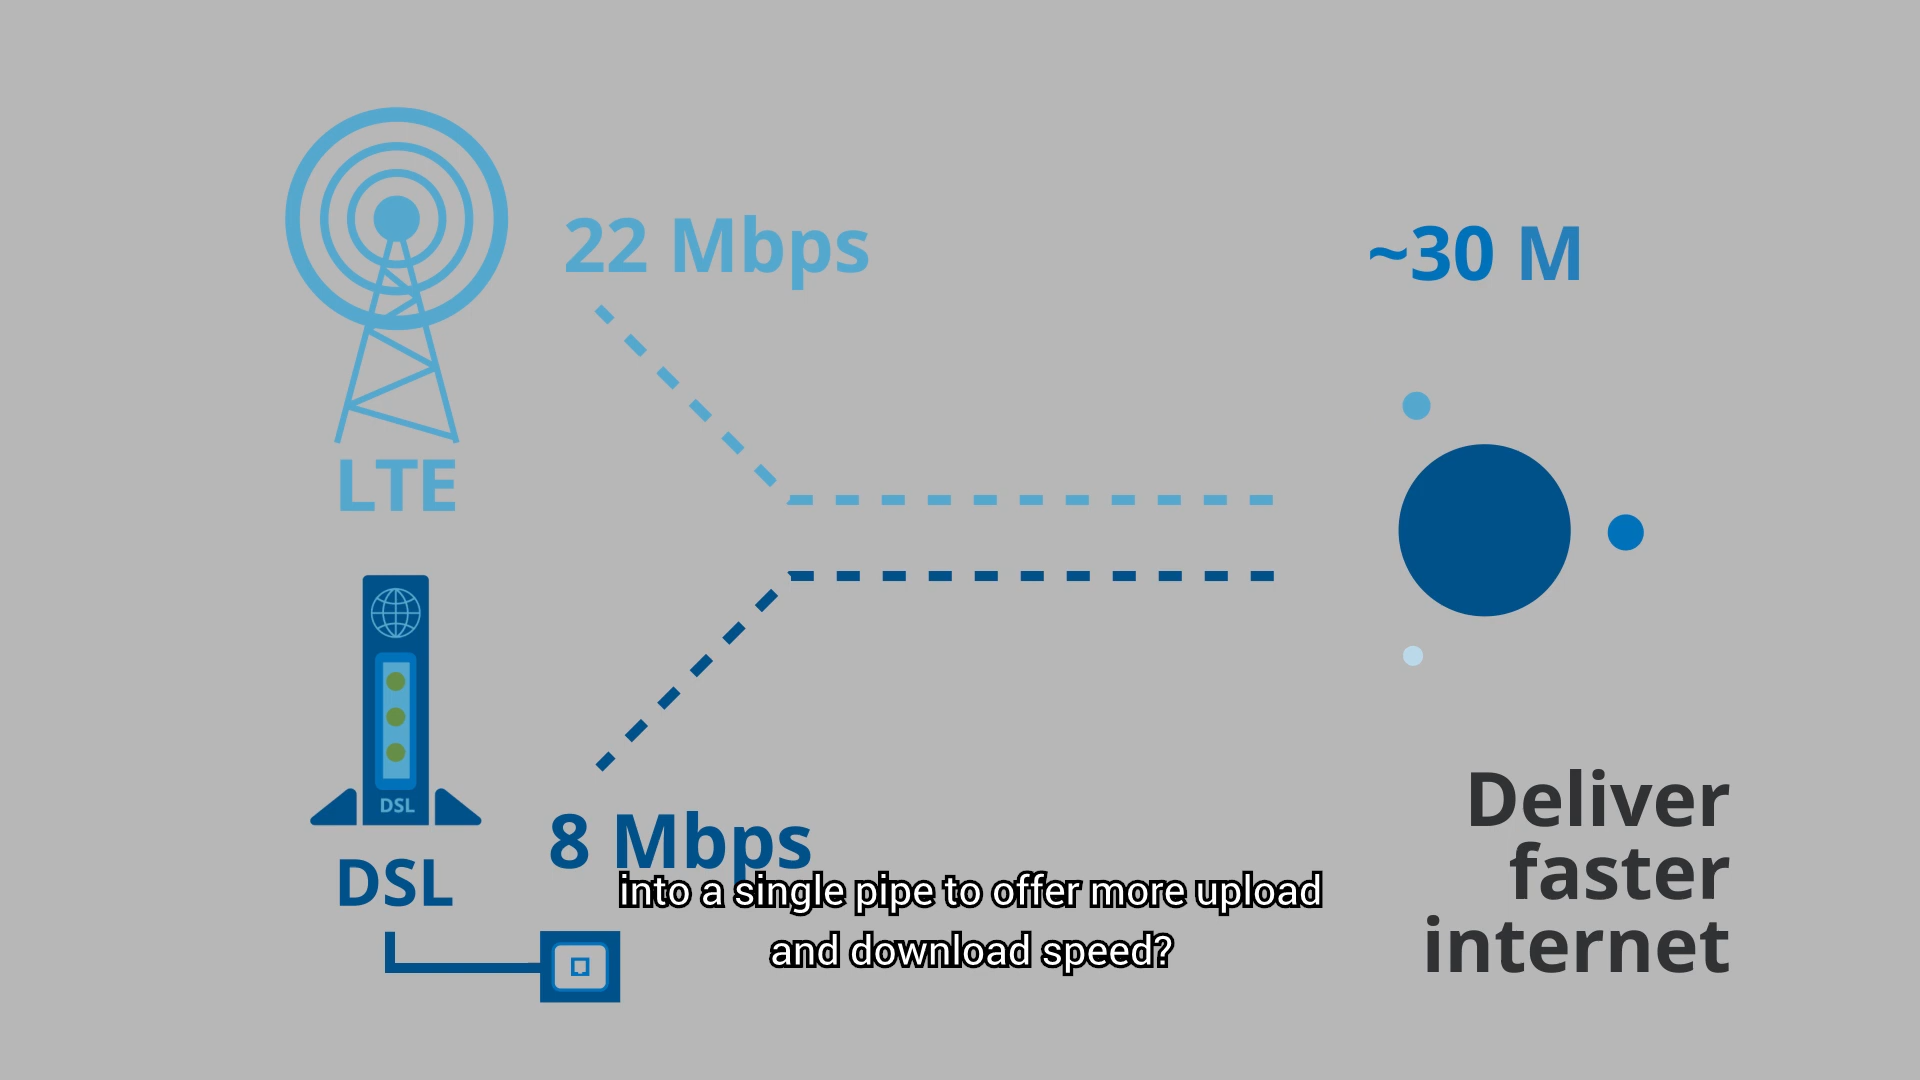 22 Mbps
~30 M
LTE
DSL
8 Mbps
DSL
Deliver
faster
internet
into a single pipe to offer more upload
and download speed?